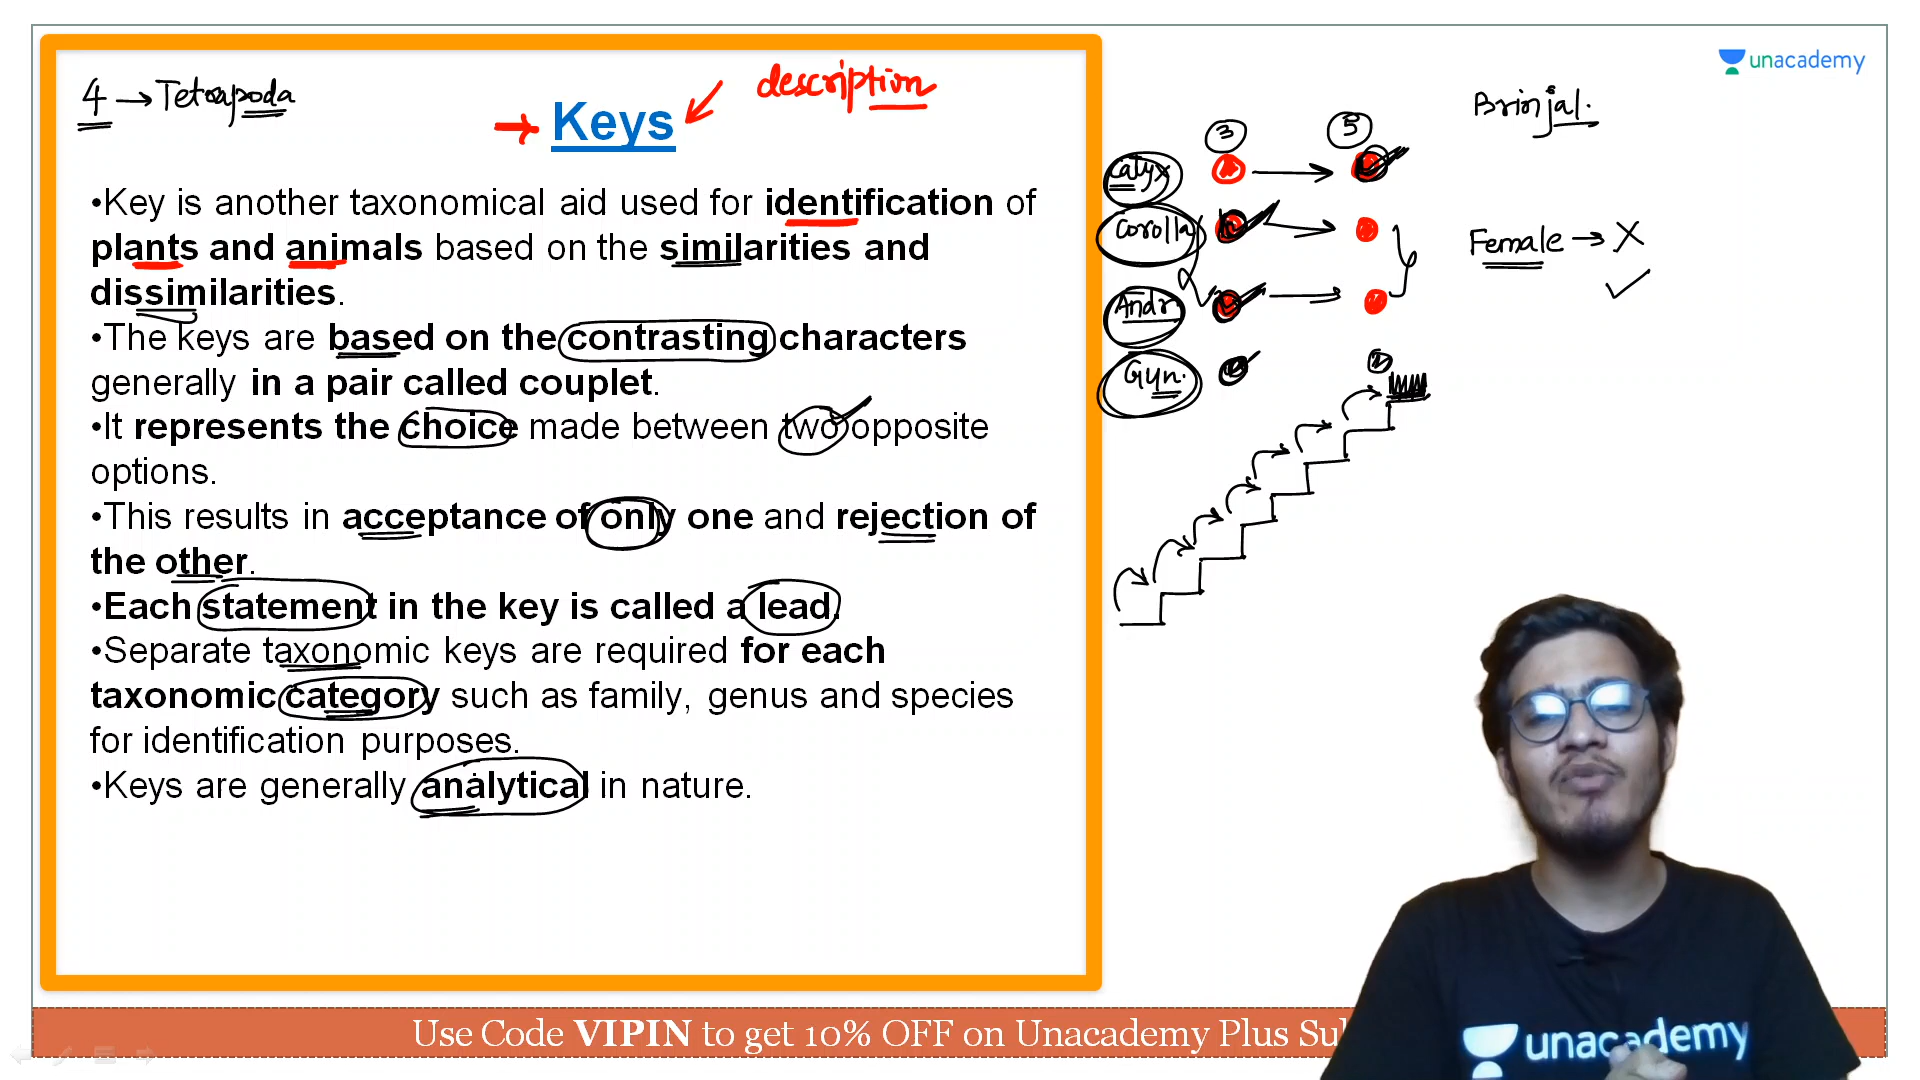 4 → Tetrapoda
description
→ Keys
•Key is another taxonomical aid used for identification of
plants and animals based on the similarities and
dissimilarities.
•The keys are based on the contrasting characters
generally in a pair called couplet.
•It represents the choice made between two opposite
options.
•This results in acceptance of only one and rejection of
the other.
•Each statement in the key is called a lead.
•Separate taxonomic keys are required for each
taxonomic category such as family, genus and species
for identification purposes.
•Keys are generally analytical in nature.
3 5
Calyx
Corolla
Andr.
Gyn.
Brinjal.
Female → X
unacademy
Use Code VIPIN to get 10% OFF on Unacademy Plus Su
unacademy